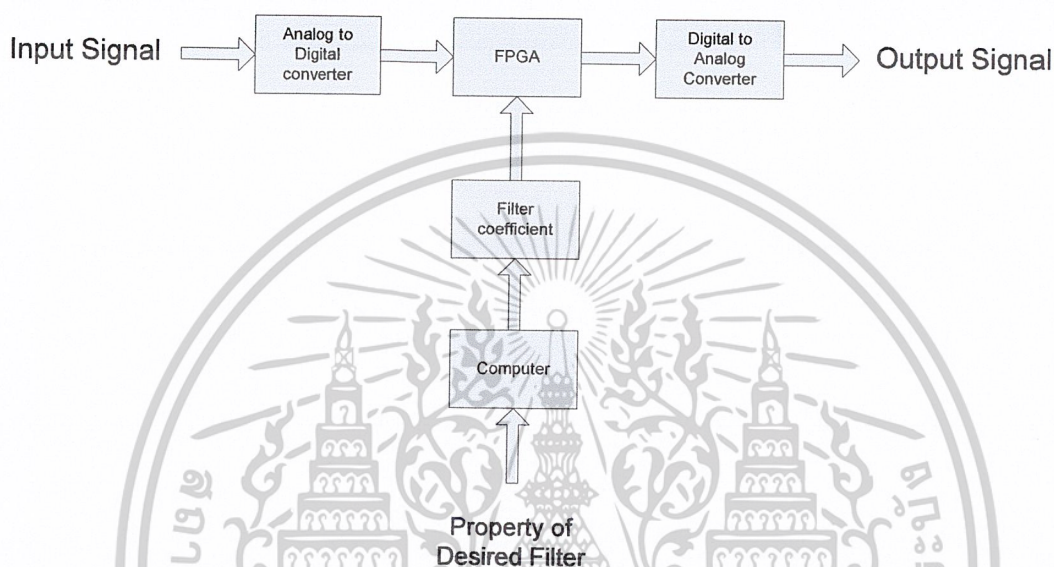 Input Signal
Analog to
Digital
converter
FPGA
Digital to
Analog
Converter
Output Signal
Filter
coefficient
Computer
Property of
Desired Filter